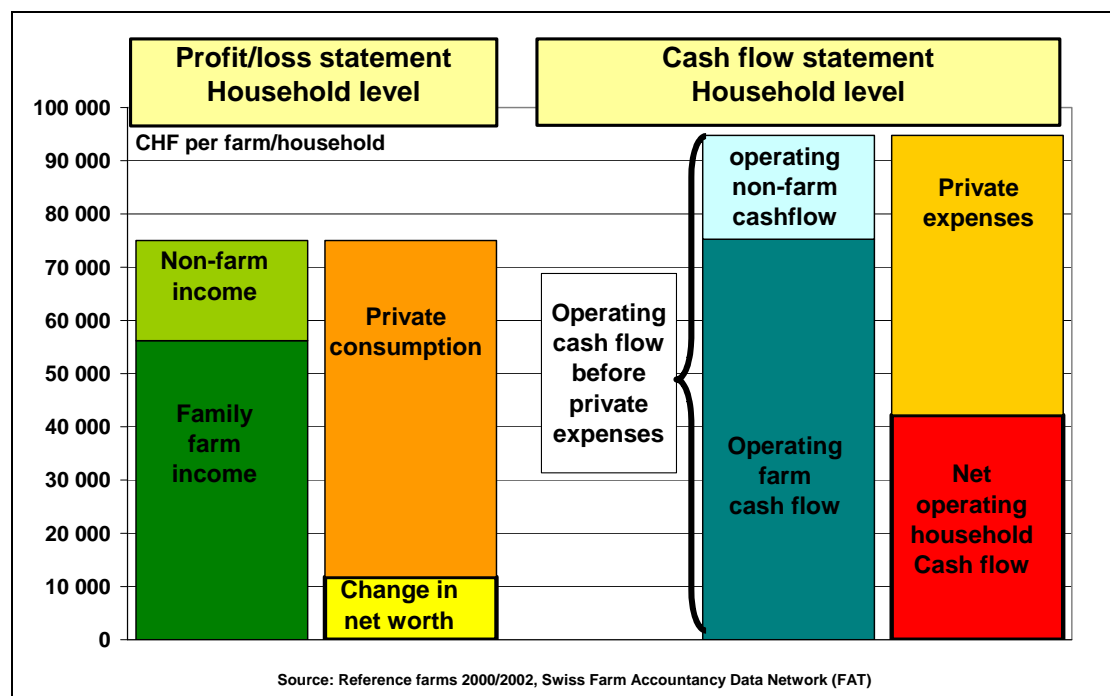 Profit/loss statement
Household level
Cash flow statement
Household level
100 000
90 000
80 000
70 000
60 000
50 000
40 000
30 000
20 000
10 000
0
CHF per farm/household
Non-farm
income
Family
farm
income
Private
consumption
Change in
net worth
Operating
cash flow
before
private
expenses
operating
non-farm
cashflow
Operating
farm
cash flow
Private
expenses
Net
operating
household
Cash flow
Source: Reference farms 2000/2002, Swiss Farm Accountancy Data Network (FAT)